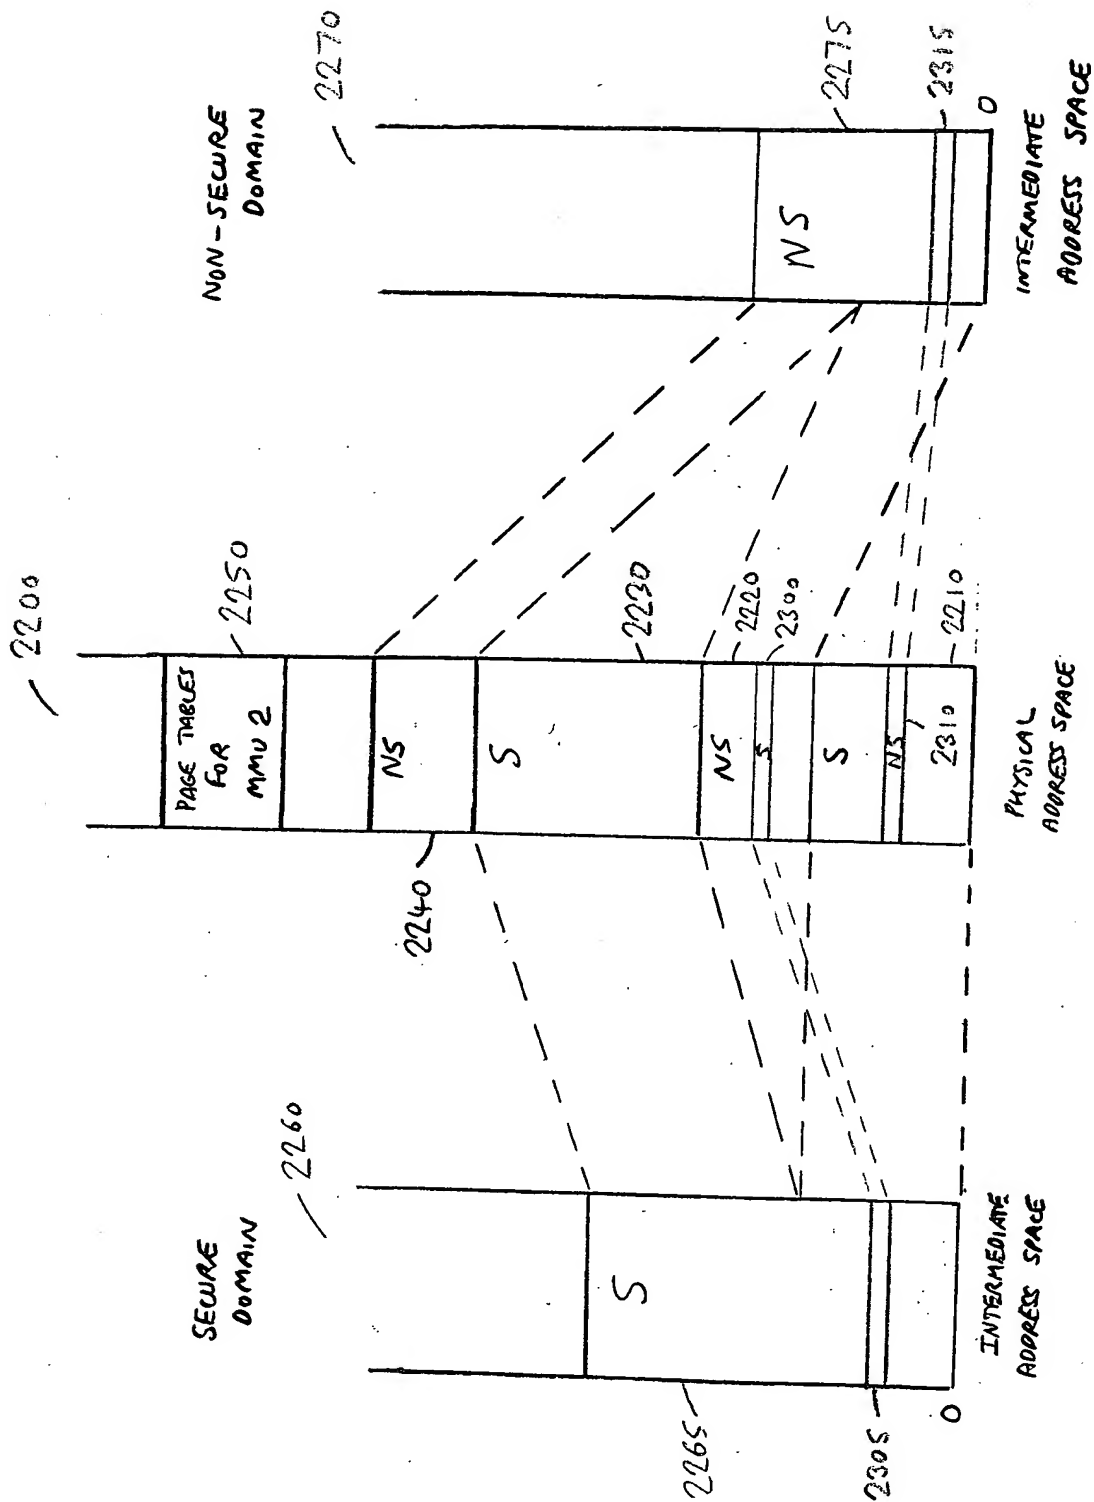 2200
SECURE
DOMAIN
2260
NON-SECURE
DOMAIN
2270
PAGE TABLES
FOR
MMU 2
2250
NS
2240
S
2230
NS
2220
S
2300
S
NS
2310
2210
S
2265
2305
0
NS
2275
2315
0
INTERMEDIATE
ADDRESS SPACE
PHYSICAL
ADDRESS SPACE
INTERMEDIATE
ADDRESS SPACE